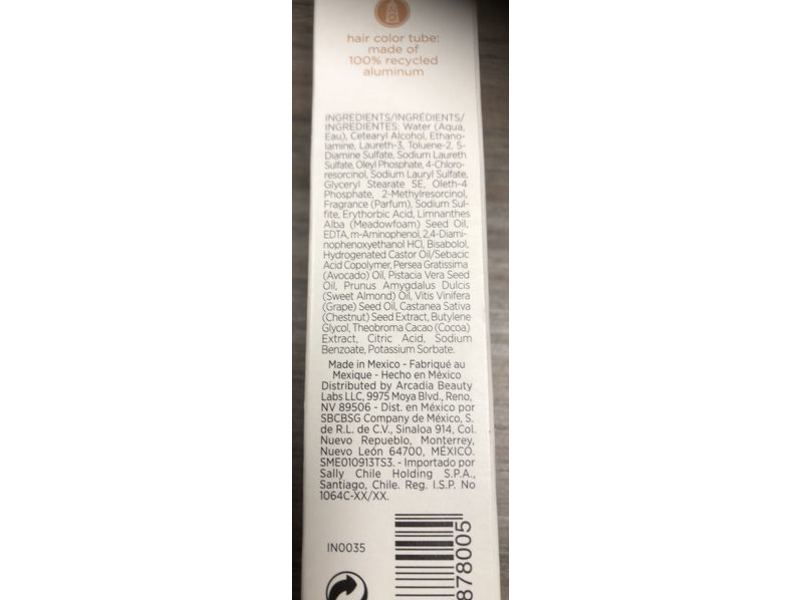 hair color tube:
made of
100% recycled
aluminum
INGREDIENTS/INGRÉDIENTS/
INGREDIENTES: Water (Aqua,
Eau), Cetearyl Alcohol, Ethano-
lamine, Laureth-3, Toluene-2, 5-
Diamine Sulfate, Sodium Laureth
Sulfate, Oleyl Phosphate, 4-Chloro-
resorcinol, Sodium Lauryl Sulfate,
Glyceryl Stearate SE, Oleth-4
Phosphate, 2-Methylresorcinol,
Fragrance (Parfum), Sodium Sul-
fite, Erythorbic Acid, Limnanthes
Alba (Meadowfoam) Seed Oil,
EDTA, m-Aminophenol, 2,4-Diami-
nophenoxyethanol HCl, Bisabolol,
Hydrogenated Castor Oil/Sebacic
Acid Copolymer, Persea Gratissima
(Avocado) Oil, Pistacia Vera Seed
Oil, Prunus Amygdalus Dulcis
(Sweet Almond) Oil, Vitis Vinifera
(Grape) Seed Oil, Castanea Sativa
(Chestnut) Seed Extract, Butylene
Glycol, Theobroma Cacao (Cocoa)
Extract, Citric Acid, Sodium
Benzoate, Potassium Sorbate.
Made in Mexico - Fabriqué au
Mexique - Hecho en México
Distributed by Arcadia Beauty
Labs LLC, 9975 Moya Blvd., Reno,
NV 89506 - Dist. en México por
SBCBSG Company de México, S.
de R.L. de C.V., Sinaloa 914, Col.
Nuevo Repueblo, Monterrey,
Nuevo León 64700, MÉXICO.
SME010913TS3. - Importado por
Sally Chile Holding S.P.A.,
Santiago, Chile. Reg. I.S.P. No
1064C-XX/XX.
IN0035
878005